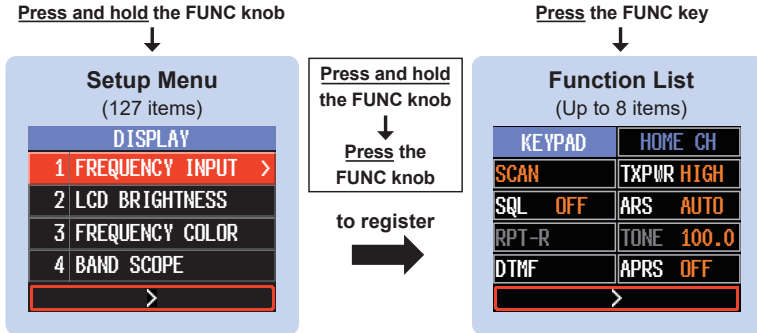 Press and hold the FUNC knob
Setup Menu
(127 items)
DISPLAY
1 FREQUENCY INPUT >
2 LCD BRIGHTNESS
3 FREQUENCY COLOR
4 BAND SCOPE
>
Press and hold
the FUNC knob
Press the
FUNC knob
to register
Press the FUNC key
Function List
(Up to 8 items)
KEYPAD HOME CH
SCAN TXPWR HIGH
SQL OFF ARS AUTO
RPT-R TONE 100.0
DTMF APRS OFF
>